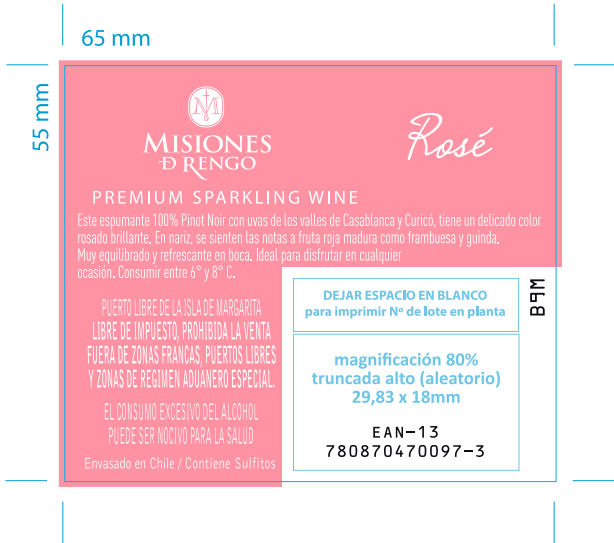 65 mm
55 mm
M
MISIONES
D RENGO
Rosé
PREMIUM SPARKLING WINE
Este espumante 100% Pinot Noir con uvas de los valles de Casablanca y Curicó, tiene un delicado color
rosado brillante. En nariz, se sienten las notas a fruta roja madura como frambuesa y guinda.
Muy equilibrado y refrescante en boca. Ideal para disfrutar en cualquier
ocasión. Consumir entre 6° y 8° C.
PUERTO LIBRE DE LA ISLA DE MARGARITA
LIBRE DE IMPUESTO, PROHIBIDA LA VENTA
FUERA DE ZONAS FRANCAS, PUERTOS LIBRES
Y ZONAS DE REGIMEN ADUANERO ESPECIAL.
EL CONSUMO EXCESIVO DEL ALCOHOL
PUEDE SER NOCIVO PARA LA SALUD
Envasado en Chile / Contiene Sulfitos
DEJAR ESPACIO EN BLANCO
para imprimir Nº de lote en planta
magnificación 80%
truncada alto (aleatorio)
29,83 x 18mm
EAN-13
780870470097-3